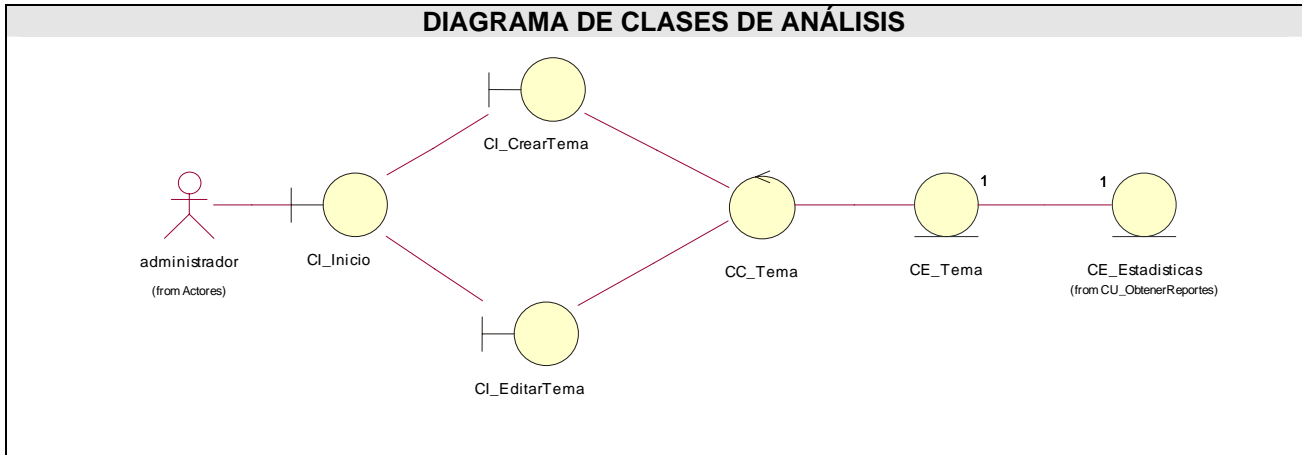 DIAGRAMA DE CLASES DE ANÁLISIS
CI_CrearTema
administrador
(from Actores)
CI_Inicio
CI_EditarTema
CC_Tema
1
CE_Tema
1
CE_Estadisticas
(from CU_ObtenerReportes)